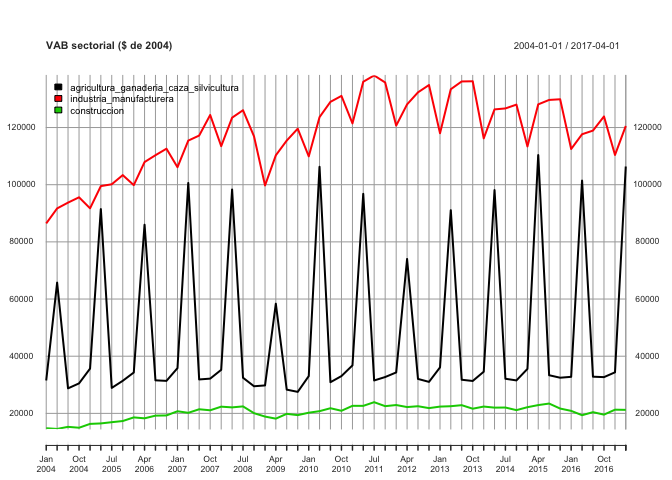 VAB sectorial ($ de 2004) 2004-01-01 / 2017-04-01
agricultura_ganaderia_caza_silvicultura
industria_manufacturera
construccion
120000 120000
100000 100000
80000 80000
60000 60000
40000 40000
20000 20000
Jan Oct Jul Apr Jan Oct Jul Apr Jan Oct Jul Apr Jan Oct Jul Apr Jan Oct
2004 2004 2005 2006 2007 2007 2008 2009 2010 2010 2011 2012 2013 2013 2014 2015 2016 2016